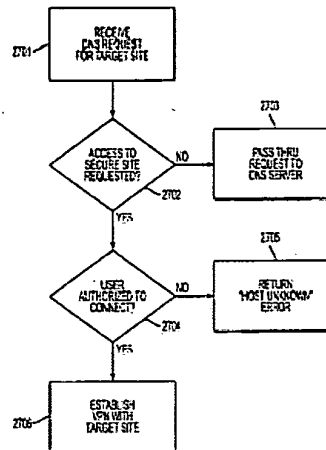 2701
RECEIVE
DNS REQUEST
FOR TARGET SITE
2703
ACCESS TO
SECURE SITE
REQUESTED?
NO
PASS THRU
REQUEST TO
DNS SERVER
2702
YES
2705
USER
AUTHORIZED TO
CONNECT?
NO
RETURN
"HOST UNKNOWN"
ERROR
2704
YES
2706
ESTABLISH
VPN WITH
TARGET SITE